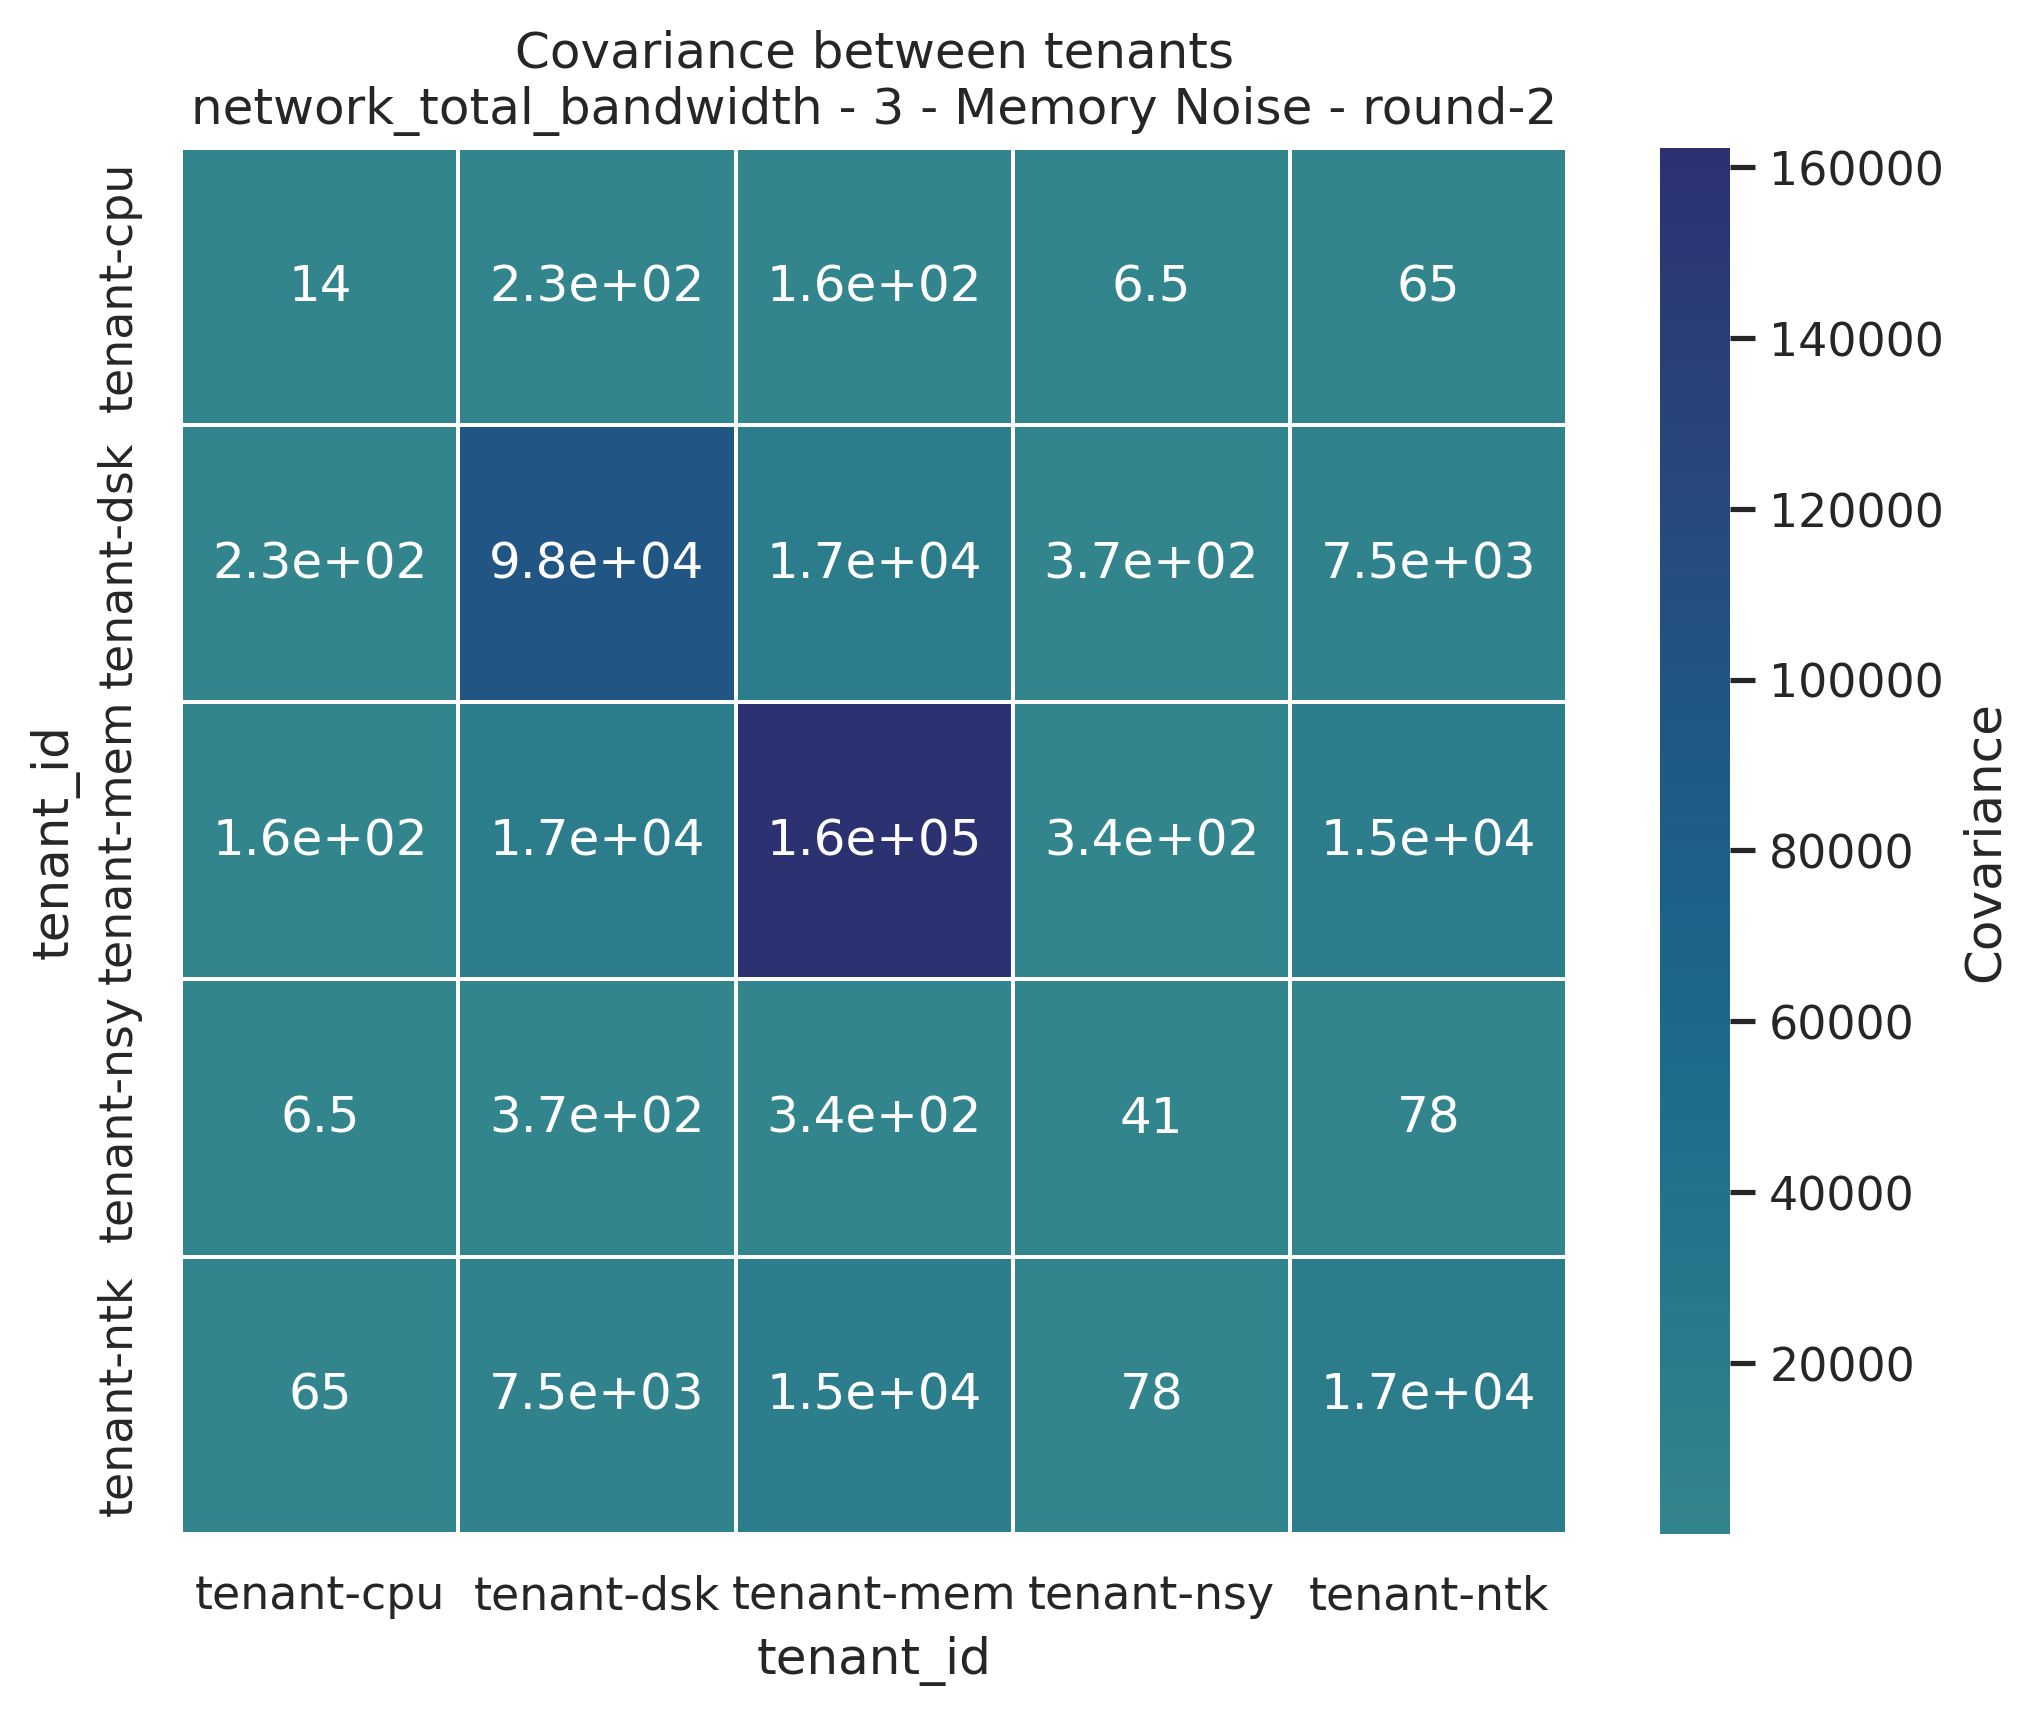 Covariance between tenants
network_total_bandwidth - 3 - Memory Noise - round-2
tenant_id
tenant-cpu
14 2.3e+02 1.6e+02 6.5 65
tenant-dsk
2.3e+02 9.8e+04 1.7e+04 3.7e+02 7.5e+03
tenant-mem
1.6e+02 1.7e+04 1.6e+05 3.4e+02 1.5e+04
tenant-nsy
6.5 3.7e+02 3.4e+02 41 78
tenant-ntk
65 7.5e+03 1.5e+04 78 1.7e+04
tenant-cpu tenant-dsk tenant-mem tenant-nsy tenant-ntk
tenant_id
160000
140000
120000
100000
80000
60000
40000
20000
Covariance